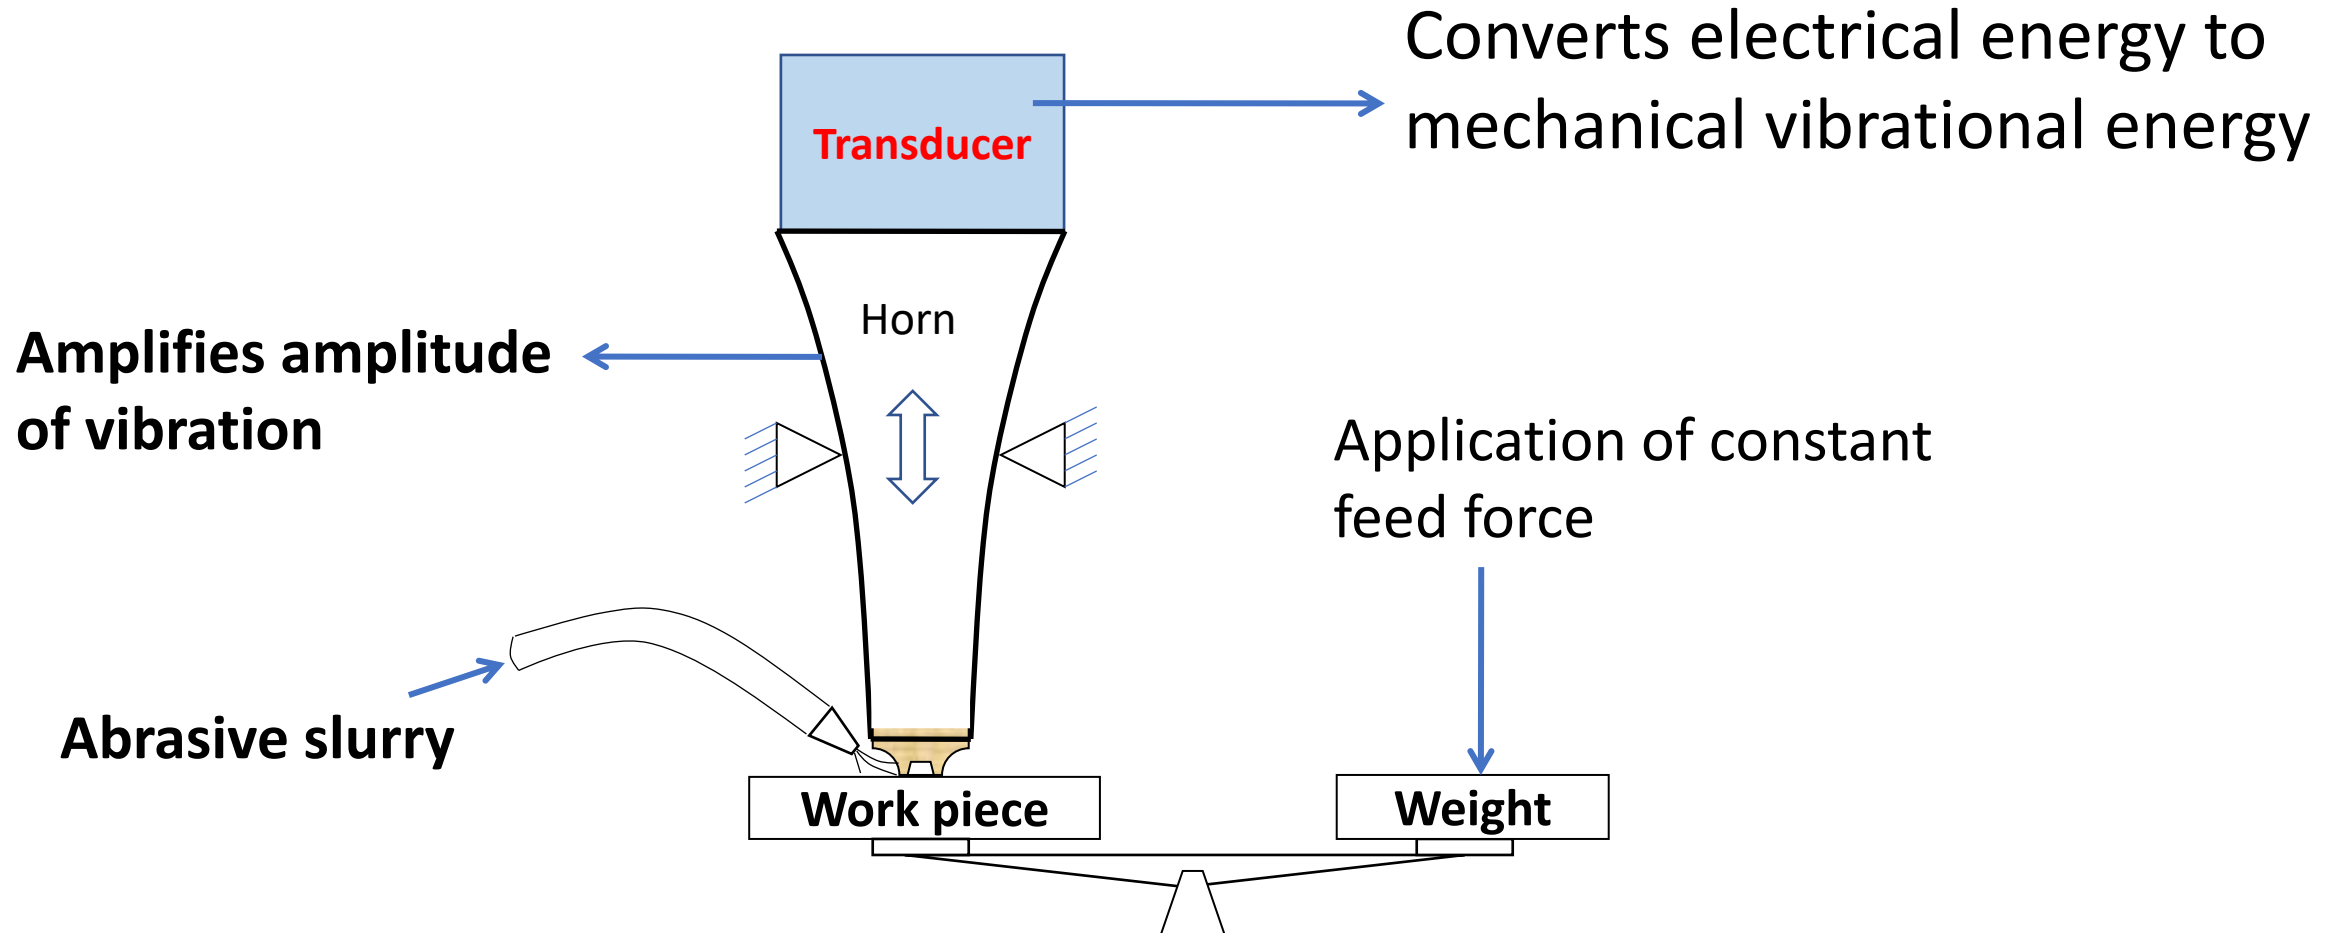 Converts electrical energy to
mechanical vibrational energy
Transducer
Horn
Amplifies amplitude
of vibration
Application of constant
feed force
Abrasive slurry
Work piece
Weight